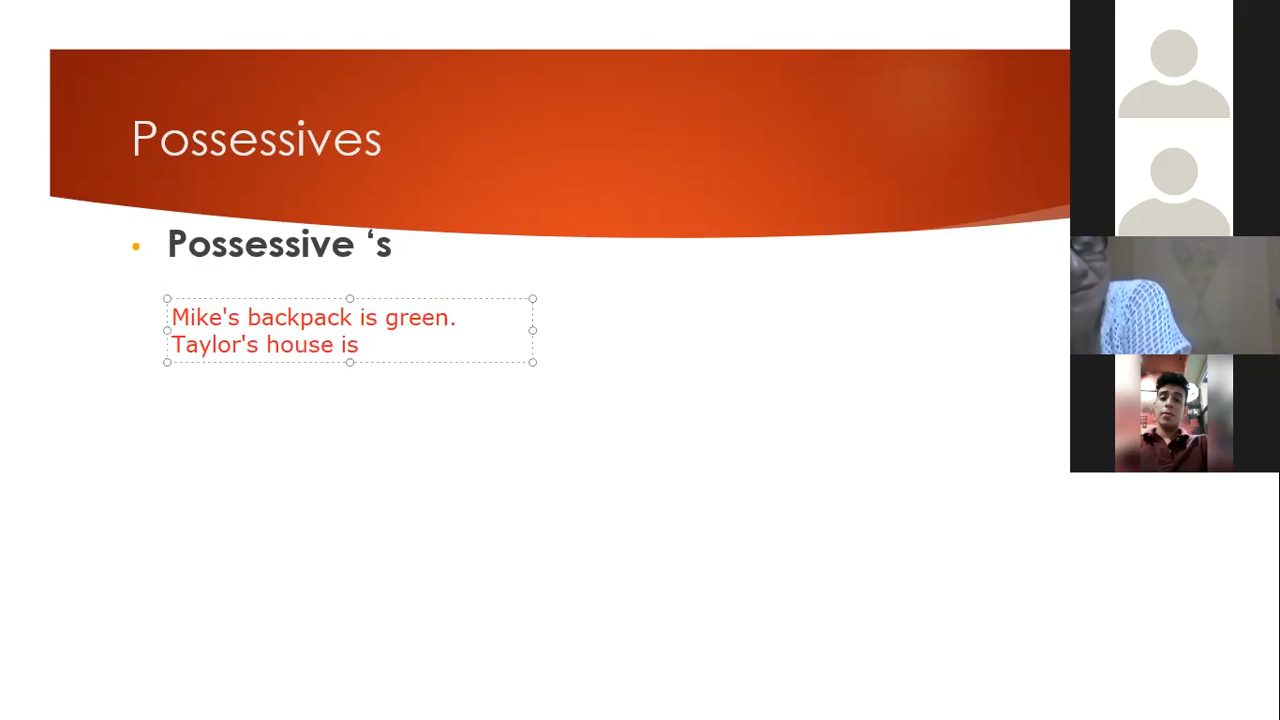 Possessives
Possessive ‘s
Mike's backpack is green.
Taylor's house is